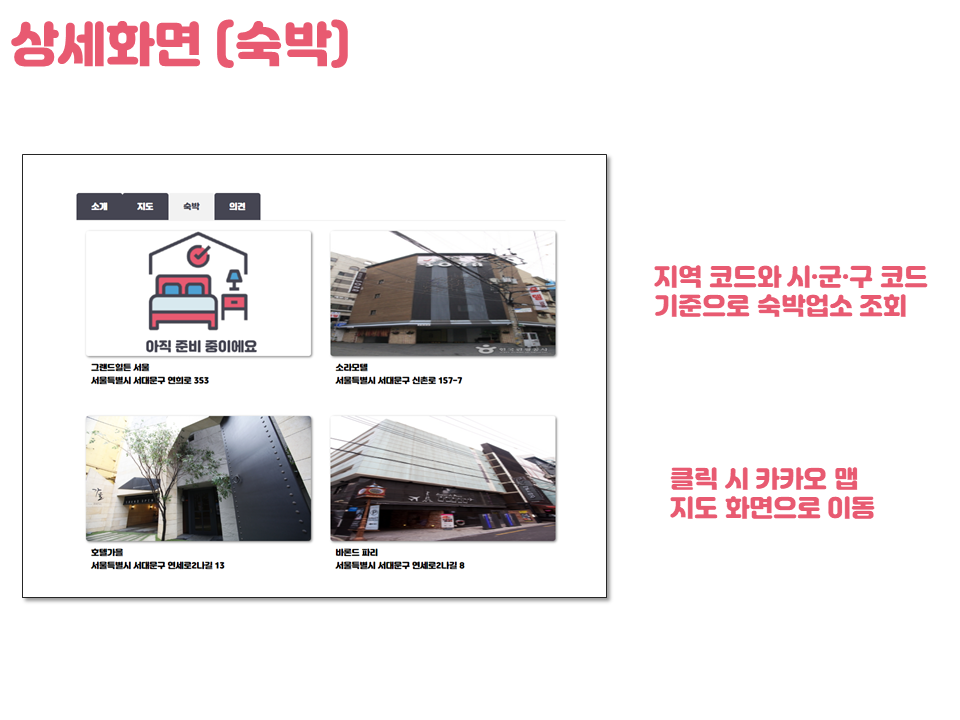 상세화면 (숙박)
소개 지도 숙박 의견
아직 준비 중이에요
그랜드힐튼 서울
서울특별시 서대문구 연희로 353
소라모텔
서울특별시 서대문구 신촌로 157-7
호텔가을
서울특별시 서대문구 연세로2나길 13
바론드 파리
서울특별시 서대문구 연세로2나길 8
지역 코드와 시·군·구 코드
기준으로 숙박업소 조회
클릭 시 카카오 맵
지도 화면으로 이동